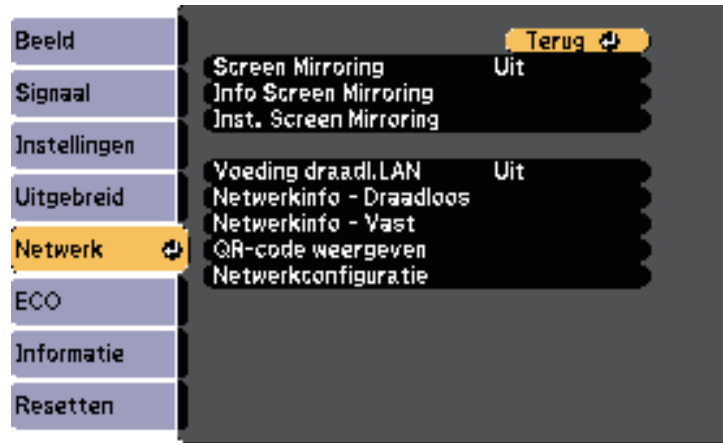 Beeld
Signaal
Instellingen
Uitgebreid
Netwerk
ECO
Informatie
Resetten
Terug
Screen Mirroring Uit
Info Screen Mirroring
Inst. Screen Mirroring
Voeding draadl.LAN Uit
Netwerkinfo - Draadloos
Netwerkinfo - Vast
QR-code weergeven
Netwerkconfiguratie